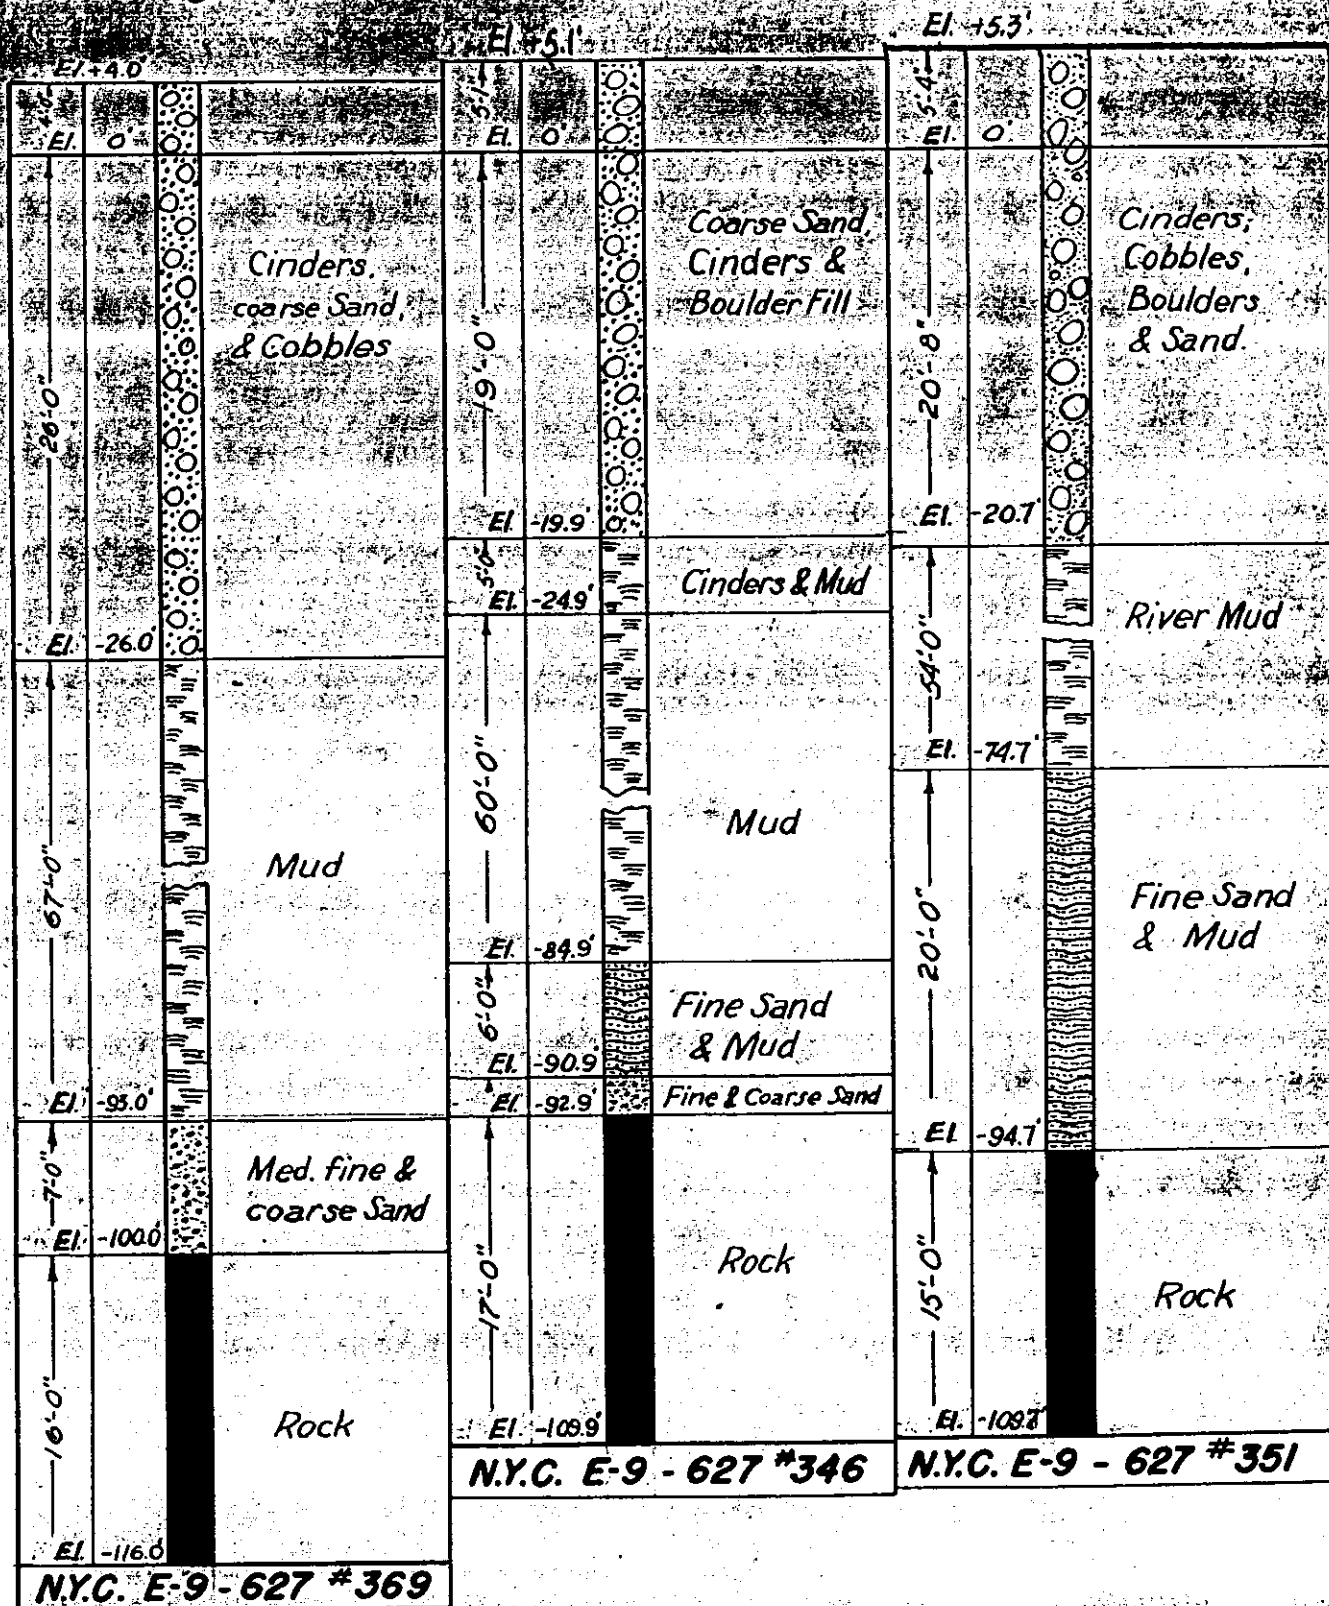 El. +4.0'
4'-0"
El. 0'
26'-0"
Cinders,
coarse Sand,
& Cobbles
El. -26.0'
67'-0"
Mud
El. -93.0'
7'-0"
Med. fine &
coarse Sand
El. -100.0'
16'-0"
Rock
El. -116.0'
N.Y.C. E-9 - 627 #369
El. +5.1'
5'-1"
El. 0'
19'-0"
Coarse Sand,
Cinders &
Boulder Fill
El. -19.9'
5'-0"
Cinders & Mud
El. -24.9'
60'-0"
Mud
El. -84.9'
6'-0"
Fine Sand
& Mud
El. -90.9'
Fine & Coarse Sand
El. -92.9'
17'-0"
Rock
El. -109.9'
N.Y.C. E-9 - 627 #346
El. +5.3'
5'-4"
El. 0'
20'-8"
Cinders,
Cobbles,
Boulders
& Sand.
El. -20.7'
54'-0"
River Mud
El. -74.7'
20'-0"
Fine Sand
& Mud
El. -94.7'
15'-0"
Rock
El.
N.Y.C. E-9 - 627 #351